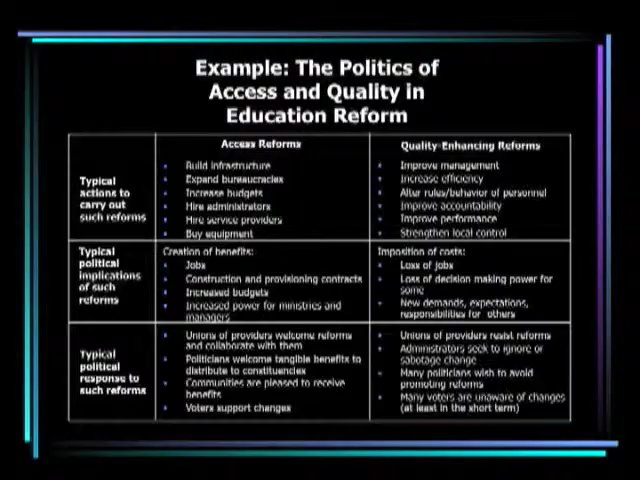 Example: The Politics of
Access and Quality in
Education Reform
Access Reforms
Quality-Enhancing Reforms
Typical
actions to
carry out
such reforms
Build infrastructure
Expand bureaucracies
Increase budgets
Hire administrators
Hire service providers
Buy equipment
Improve management
Increase efficiency
Alter rules/behavior of personnel
Improve accountability
Improve performance
Strengthen local control
Typical
political
implications
of such
reforms
Creation of benefits:
Jobs
Construction and provisioning contracts
Increased budgets
Increased power for ministries and
managers
Imposition of costs:
Loss of jobs
Loss of decision making power for
some
New demands, expectations,
responsibilities for others
Typical
political
response to
such reforms
Unions of providers welcome reforms
and collaborate with them
Politicians welcome tangible benefits to
distribute to constituencies
Communities are pleased to receive
benefits
Voters support changes
Unions of providers resist reforms
Administrators seek to ignore or
sabotage change
Many politicians wish to avoid
promoting reforms
Many voters are unaware of changes
(at least in the short term)